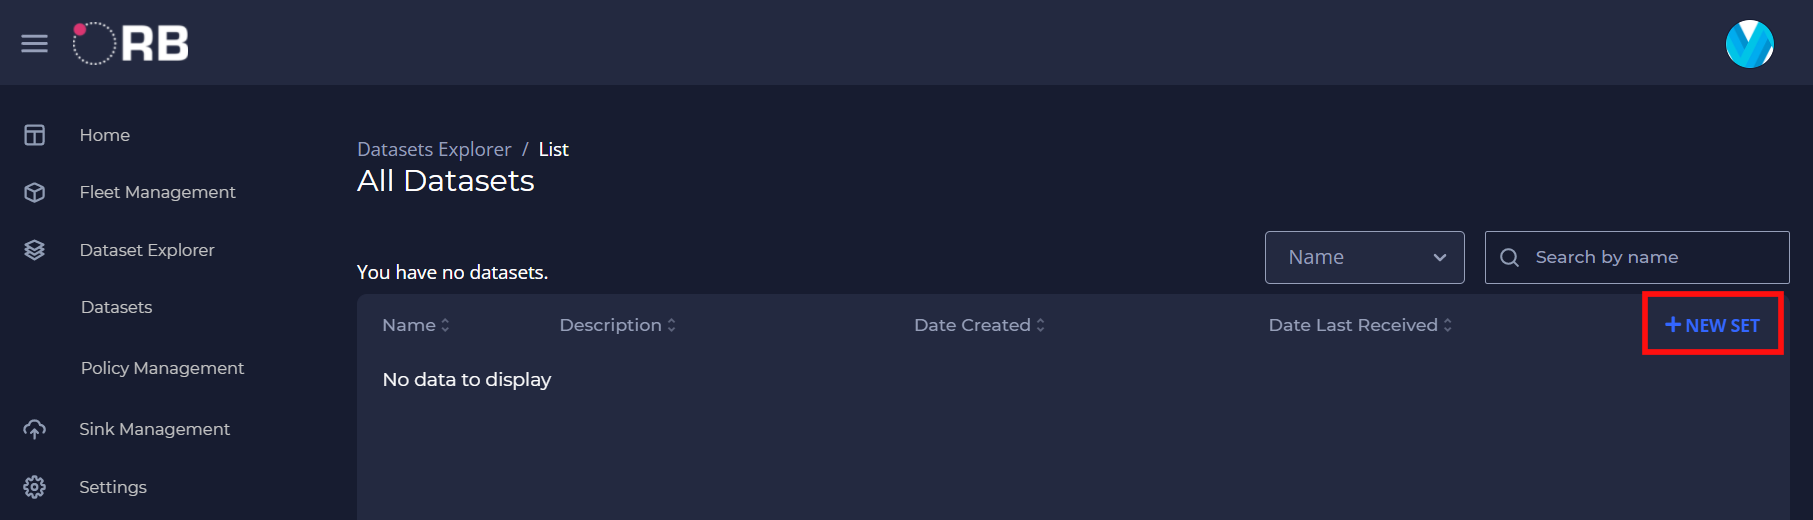 ORB
Home
Fleet Management
Dataset Explorer
Datasets
Policy Management
Sink Management
Settings
Datasets Explorer / List
All Datasets
You have no datasets.
Name
Search by name
Name Description Date Created Date Last Received + NEW SET
No data to display